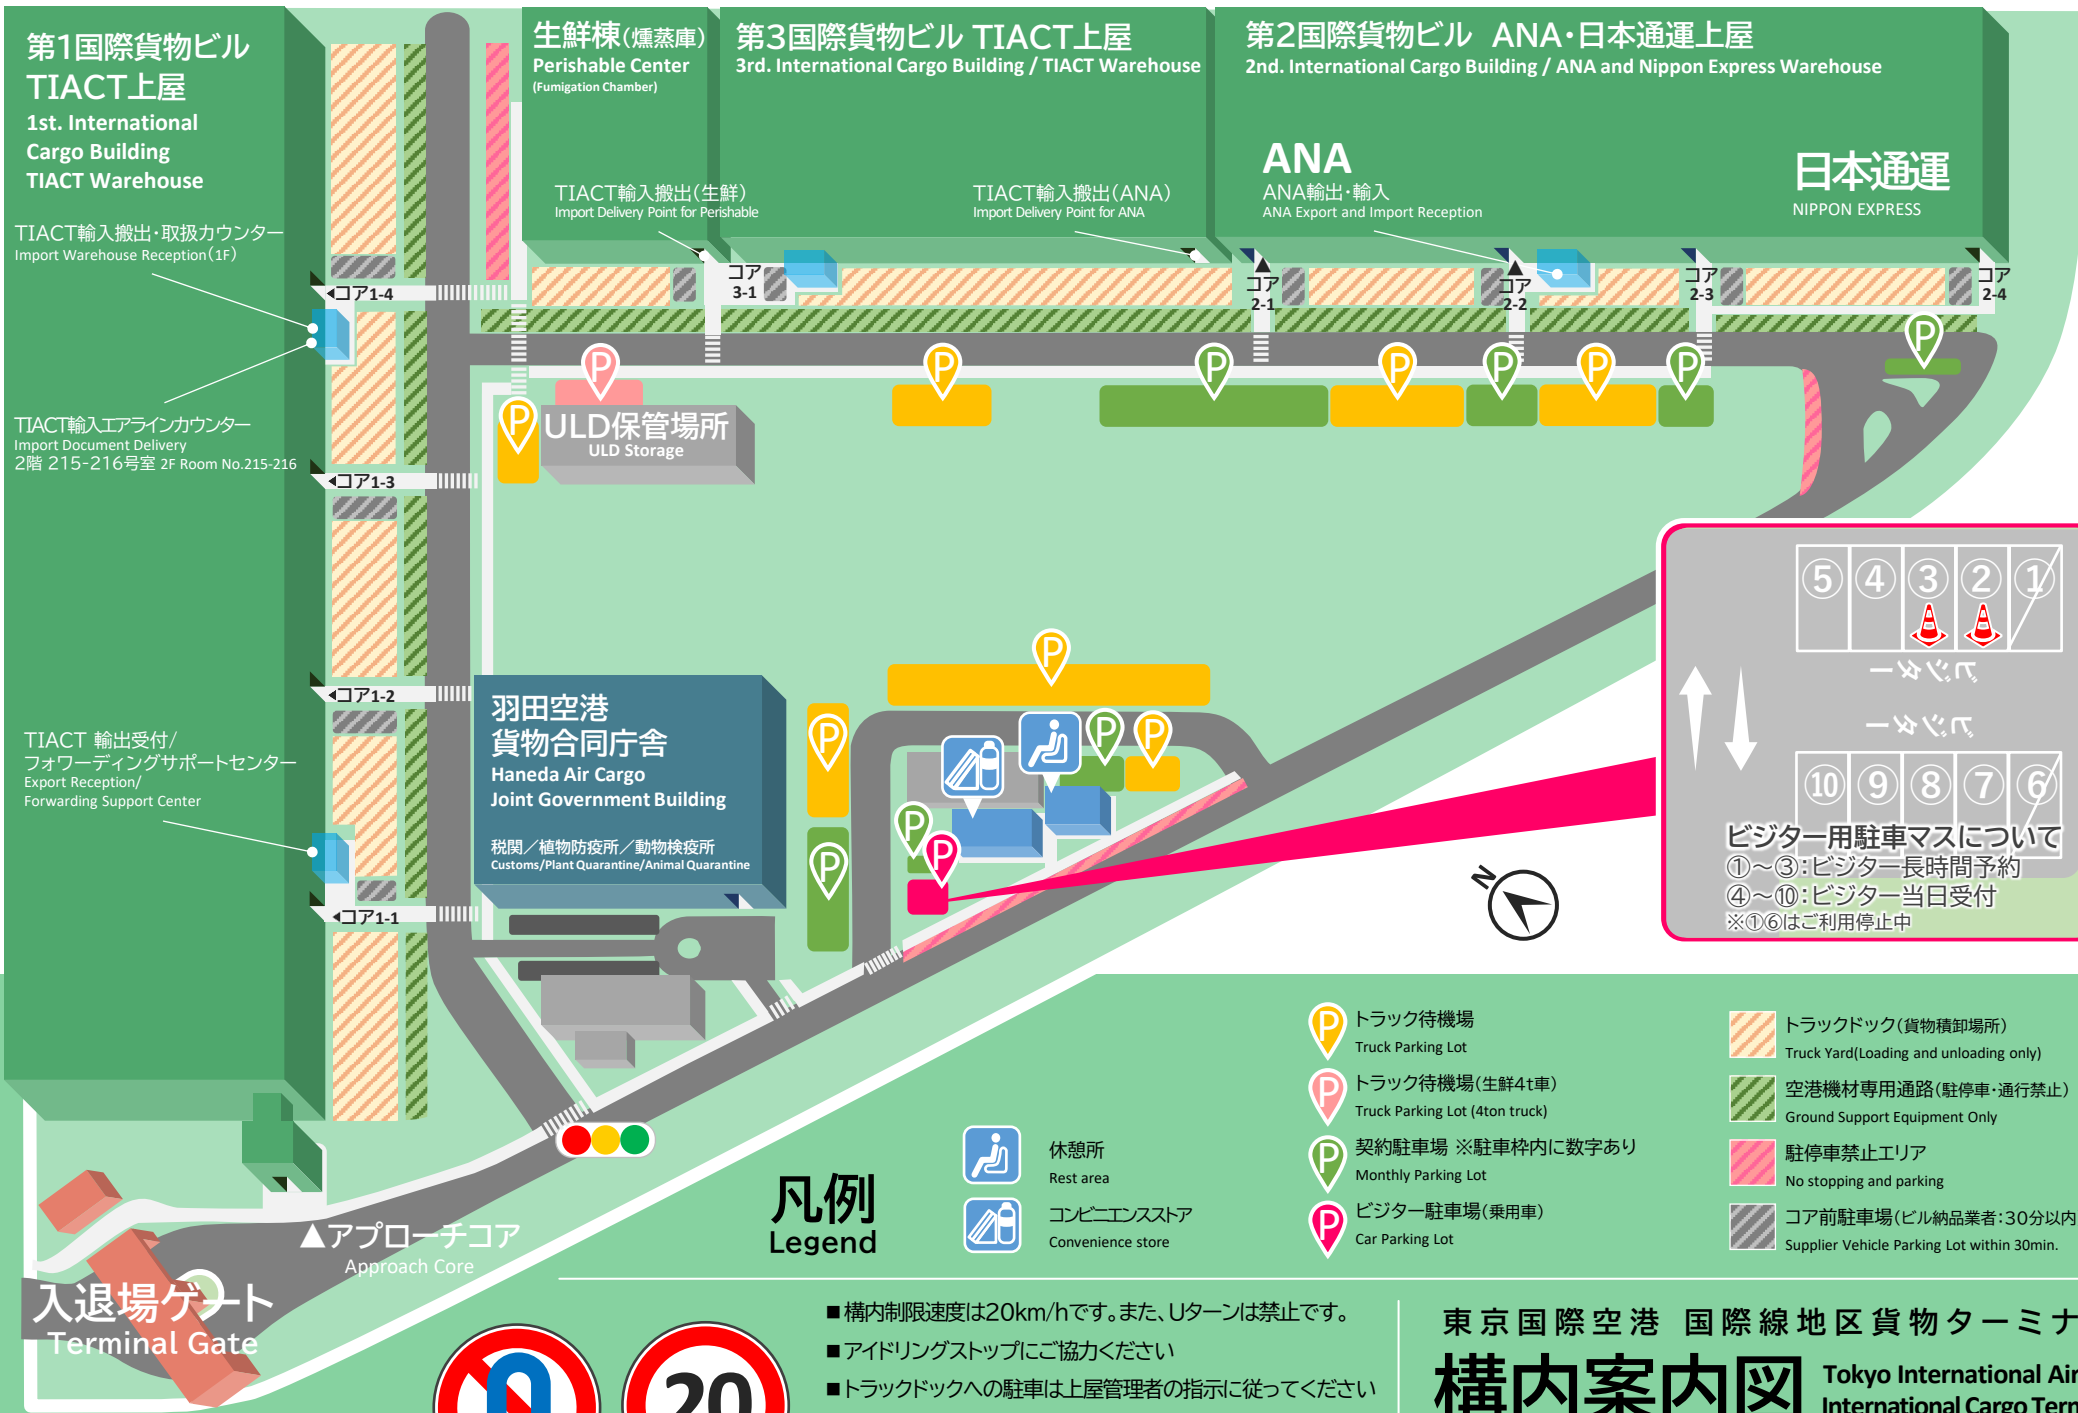 第1国際貨物ビル
TIACT上屋
1st. International
Cargo Building
TIACT Warehouse
TIACT輸入搬出・取扱カウンター
Import Warehouse Reception(1F)
TIACT輸入エアラインカウンター
Import Document Delivery
2階 215-216号室 2F Room No.215-216
TIACT 輸出受付/
フォワーディングサポートセンター
Export Reception/
Forwarding Support Center
生鮮棟(燻蒸庫)
Perishable Center
(Fumigation Chamber)
TIACT輸入搬出(生鮮)
Import Delivery Point for Perishable
第3国際貨物ビル TIACT上屋
3rd. International Cargo Building / TIACT Warehouse
TIACT輸入搬出(ANA)
Import Delivery Point for ANA
第2国際貨物ビル ANA・日本通運上屋
2nd. International Cargo Building / ANA and Nippon Express Warehouse
ANA
ANA輸出・輸入
ANA Export and Import Reception
日本通運
NIPPON EXPRESS
◀コア1-4
◀コア1-3
◀コア1-2
◀コア1-1
コア
3-1
▲
コア
2-1
▲
コア
2-2
コア
2-3
コア
2-4
P
P
P
P
P
P
P
P
P
ULD保管場所
ULD Storage
羽田空港
貨物合同庁舎
Haneda Air Cargo
Joint Government Building
税関／植物防疫所／動物検疫所
Customs/Plant Quarantine/Animal Quarantine
P
P
P
P
P
P
P
N
⑤ ④ ③ ② ①
ビジター
ビジター
⑩ ⑨ ⑧ ⑦ ⑥
ビジター用駐車マスについて
①～③:ビジター長時間予約
④～⑩:ビジター当日受付
※①⑥はご利用停止中
▲アプローチコア
Approach Core
入退場ゲート
Terminal Gate
凡例
Legend
休憩所
Rest area
コンビニエンスストア
Convenience store
P
トラック待機場
Truck Parking Lot
P
トラック待機場(生鮮4t車)
Truck Parking Lot (4ton truck)
P
契約駐車場 ※駐車枠内に数字あり
Monthly Parking Lot
P
ビジター駐車場(乗用車)
Car Parking Lot
トラックドック(貨物積卸場所)
Truck Yard(Loading and unloading only)
空港機材専用通路(駐停車・通行禁止)
Ground Support Equipment Only
駐停車禁止エリア
No stopping and parking
コア前駐車場(ビル納品業者:30分以内
Supplier Vehicle Parking Lot within 30min.
20
■構内制限速度は20km/hです。また、Uターンは禁止です。
■アイドリングストップにご協力ください
■トラックドックへの駐車は上屋管理者の指示に従ってください
東京国際空港 国際線地区貨物ターミナ
構内案内図
Tokyo International Air
International Cargo Term